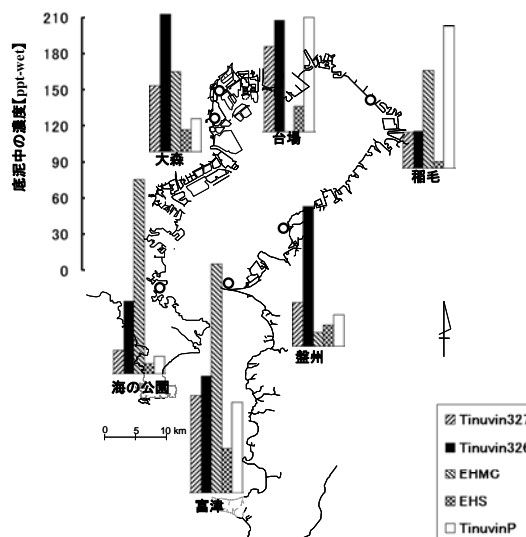 底泥中の濃度【ppt-wet】
210
180
150
120
90
60
30
0
大森
台場
稲毛
盤州
海の公園
富津
0 5 10 km
Tinuvin327
Tinuvin326
EHMC
EHS
TinuvinP